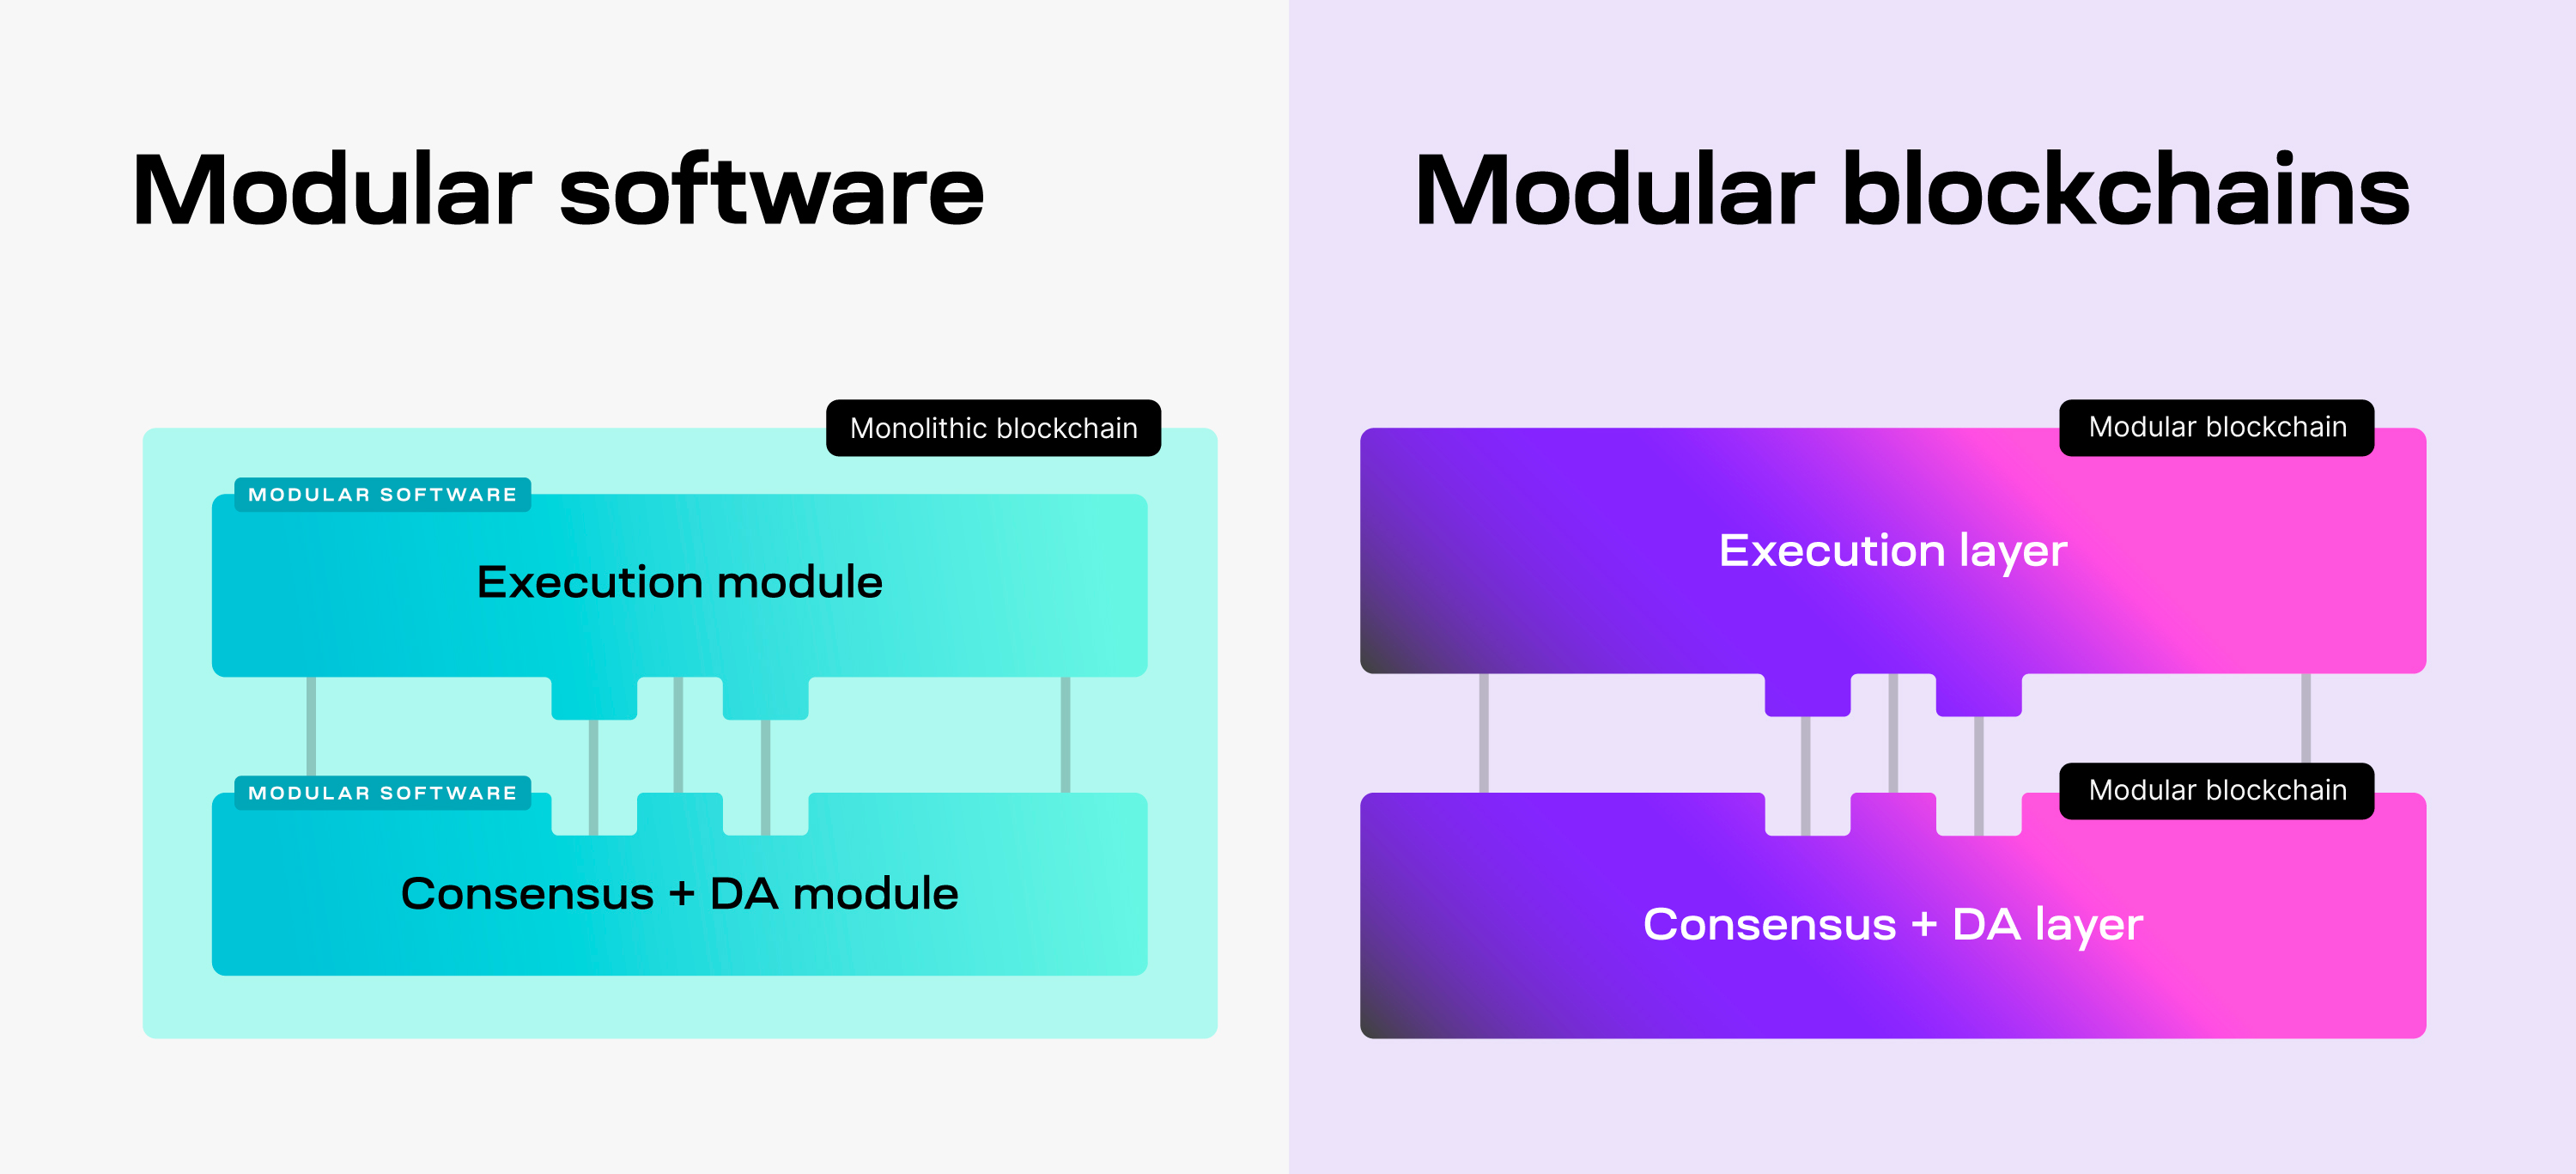 Modular software
Monolithic blockchain
MODULAR SOFTWARE
Execution module
MODULAR SOFTWARE
Consensus + DA module
Modular blockchains
Modular blockchain
Execution layer
Modular blockchain
Consensus + DA layer